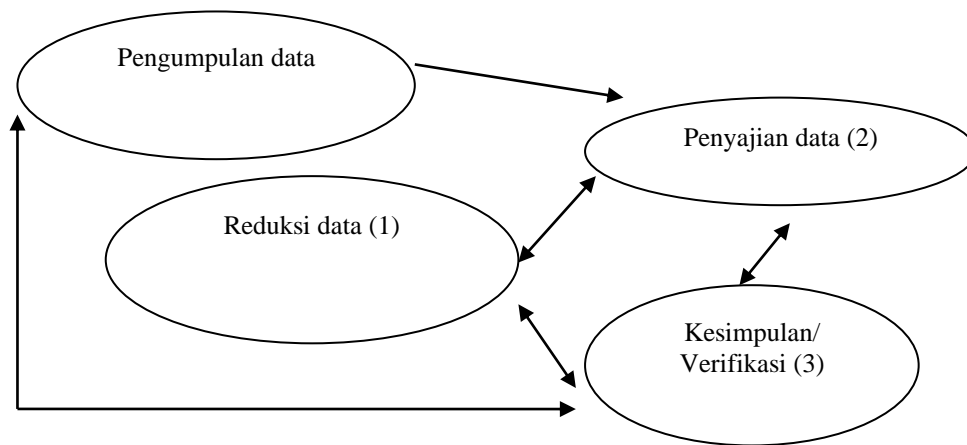 Pengumpulan data
Penyajian data (2)
Reduksi data (1)
Kesimpulan/
Verifikasi (3)